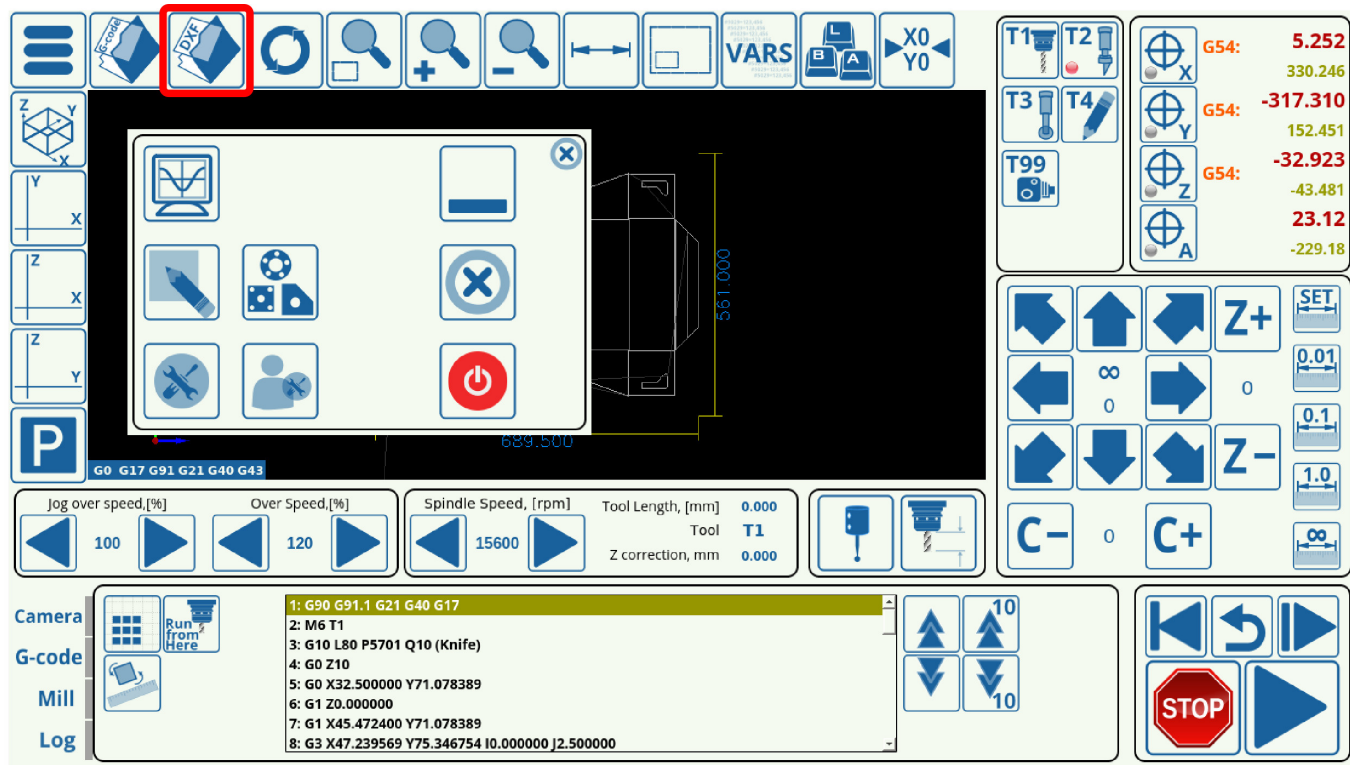 G-code
DXF
VARS
L
B
A
X0
Y0
T1
T2
T3
T4
T99
X
G54:
5.252
330.246
Y
G54:
-317.310
152.451
Z
G54:
-32.923
-43.481
A
23.12
-229.18
Z
Y
X
Y
X
Z
X
Z
Y
P
561.000
689.500
G0 G17 G91 G21 G40 G43
Z+
∞
0
0
Z-
C-
0
C+
SET
0.01
0.1
1.0
∞
Jog over speed,[%]
100
Over Speed,[%]
120
Spindle Speed, [rpm]
15600
Tool Length, [mm] 0.000
Tool T1
Z correction, mm 0.000
Camera
G-code
Mill
Log
Run
from
Here
1: G90 G91.1 G21 G40 G17
2: M6 T1
3: G10 L80 P5701 Q10 (Knife)
4: G0 Z10
5: G0 X32.500000 Y71.078389
6: G1 Z0.000000
7: G1 X45.472400 Y71.078389
8: G3 X47.239569 Y75.346754 I0.000000 J2.500000
10
10
STOP